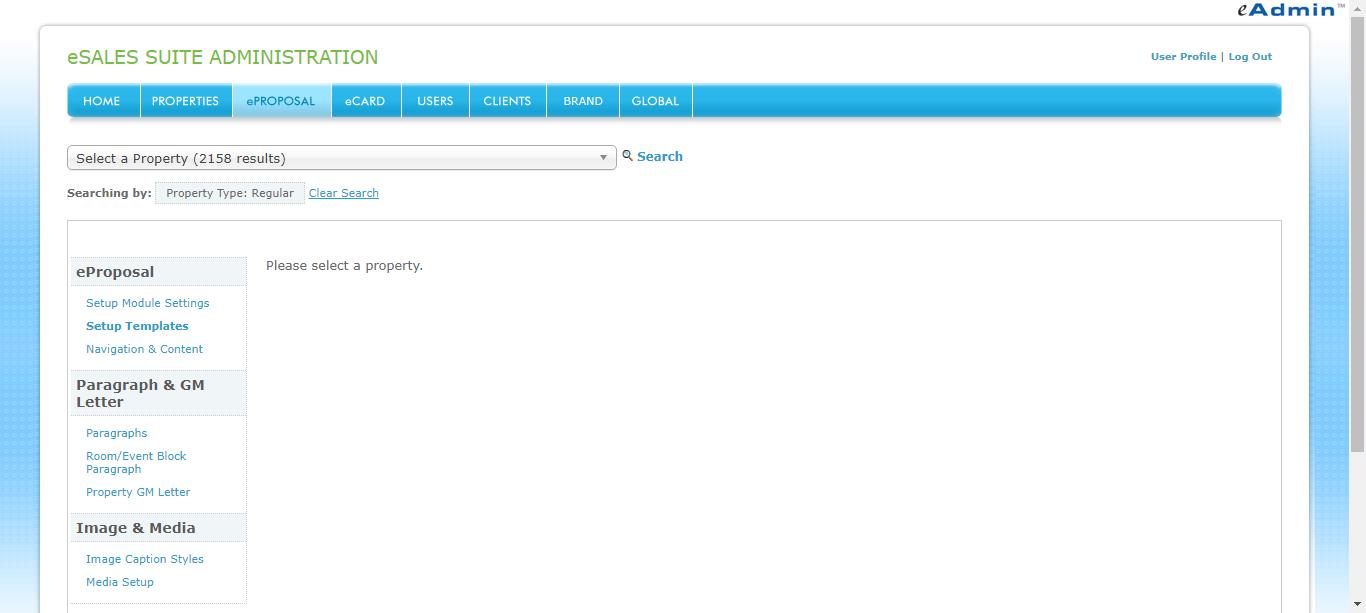 eAdmin™
eSALES SUITE ADMINISTRATION
User Profile | Log Out
HOME PROPERTIES ePROPOSAL eCARD USERS CLIENTS BRAND GLOBAL
Select a Property (2158 results)
Search
Searching by: Property Type: Regular Clear Search
eProposal
Please select a property.
Setup Module Settings
Setup Templates
Navigation & Content
Paragraph & GM
Letter
Paragraphs
Room/Event Block
Paragraph
Property GM Letter
Image & Media
Image Caption Styles
Media Setup